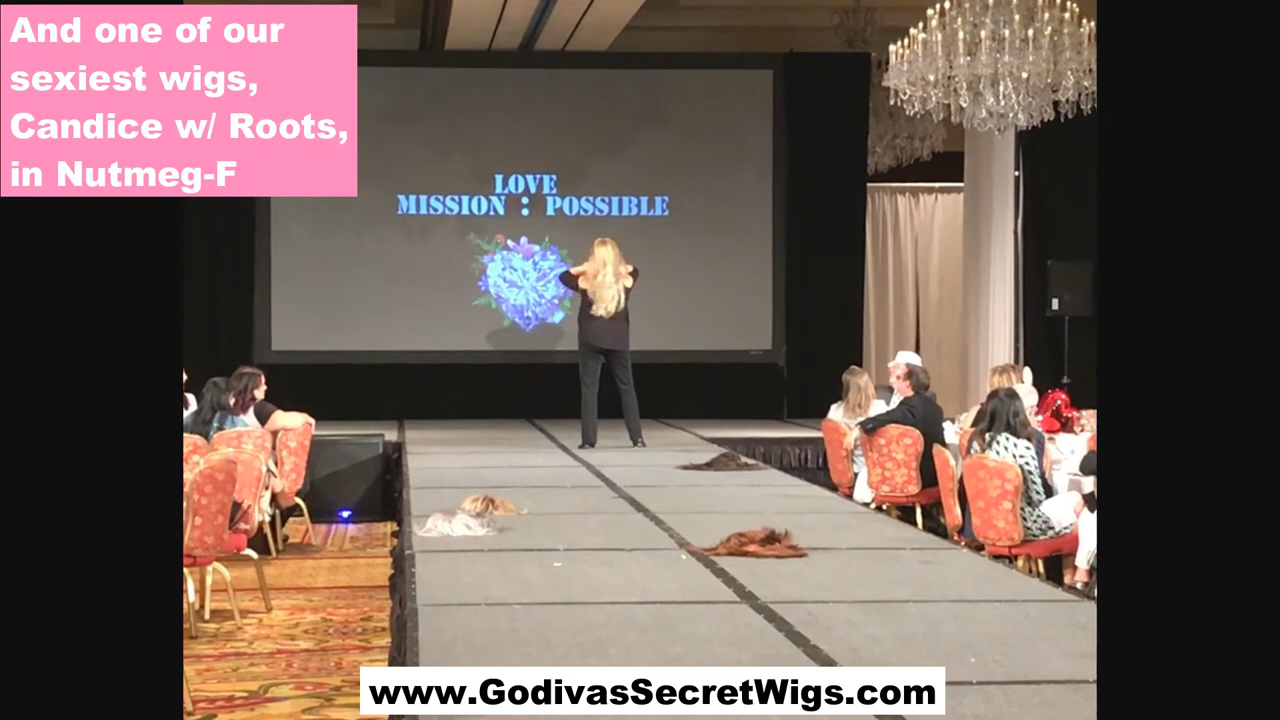 And one of our
sexiest wigs,
Candice w/ Roots,
in Nutmeg-F
LOVE
MISSION : POSSIBLE
www.GodivasSecretWigs.com